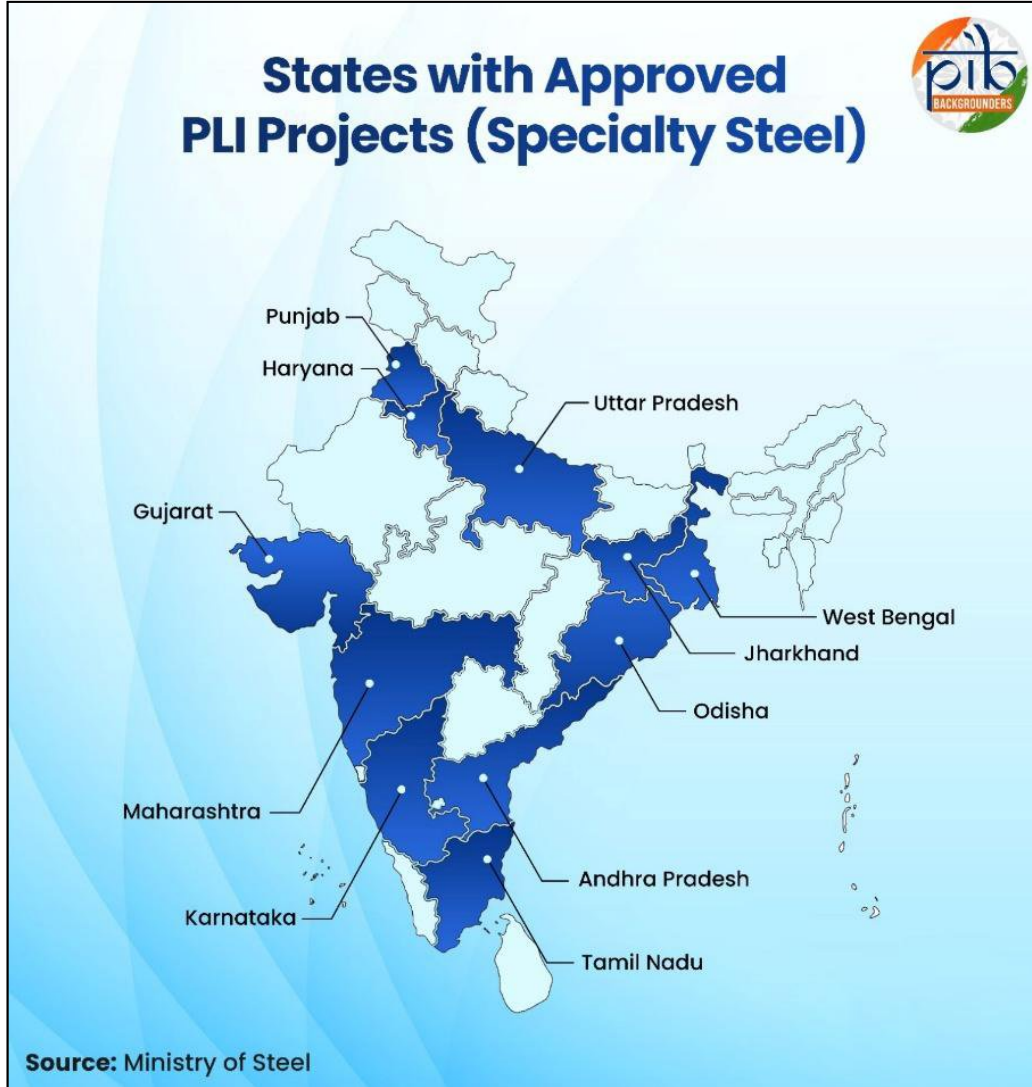 States with Approved
PLI Projects (Specialty Steel)
pib
BACKGROUNDERS
Punjab
Haryana
Uttar Pradesh
Gujarat
West Bengal
Jharkhand
Odisha
Maharashtra
Andhra Pradesh
Karnataka
Tamil Nadu
Source: Ministry of Steel